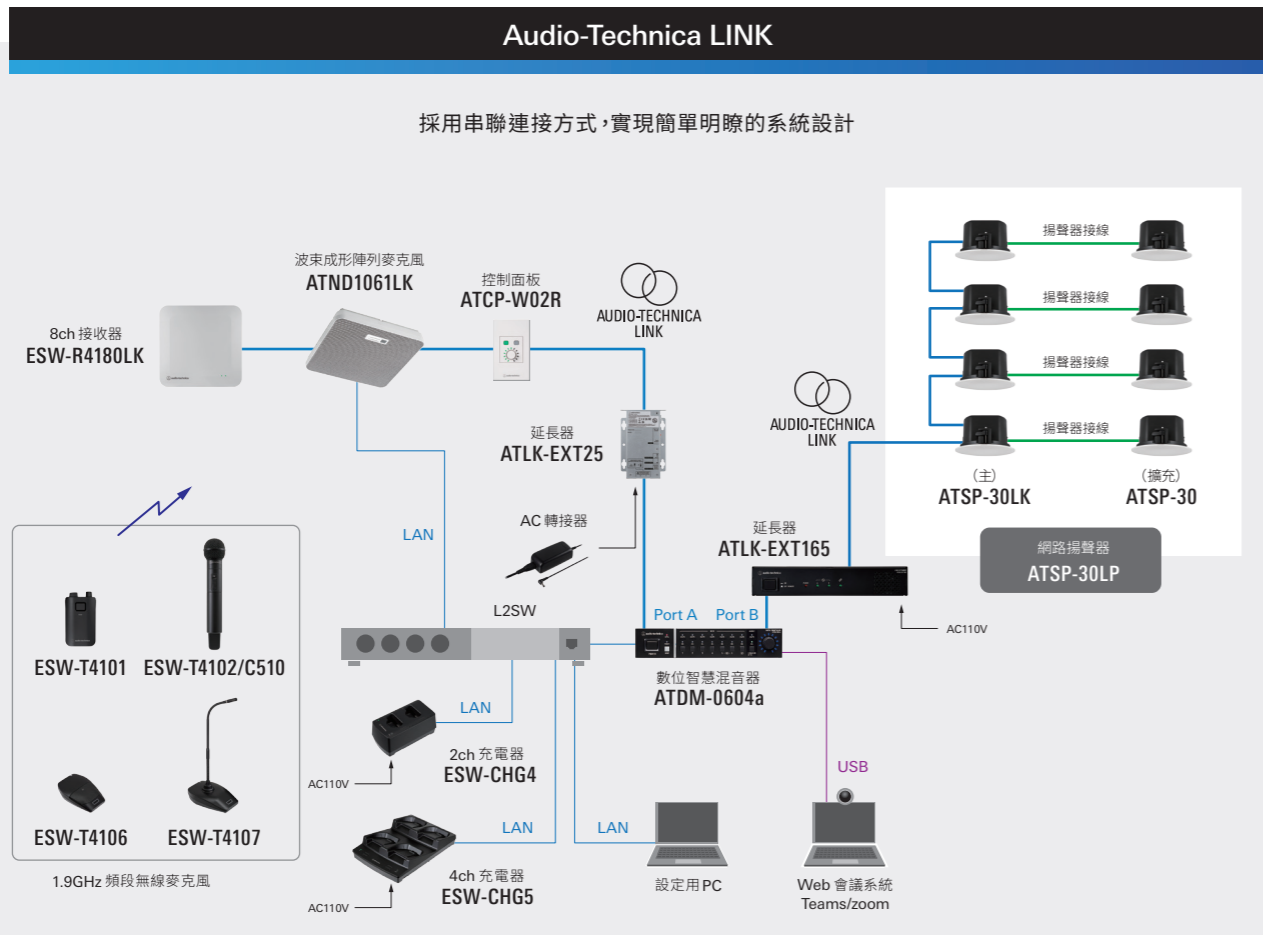 Audio-Technica LINK
採用串聯連接方式,實現簡單明瞭的系統設計
8ch 接收器
ESW-R4180LK
波束成形陣列麥克風
ATND1061LK
控制面板
ATCP-W02R
AUDIO-TECHNICA
LINK
延長器
ATLK-EXT25
AC 轉接器
AUDIO-TECHNICA
LINK
揚聲器接線
揚聲器接線
揚聲器接線
揚聲器接線
(主)
ATSP-30LK
(擴充)
ATSP-30
網路揚聲器
ATSP-30LP
延長器
ATLK-EXT165
AC110V
LAN
L2SW
Port A
Port B
數位智慧混音器
ATDM-0604a
ESW-T4101
ESW-T4102/C510
ESW-T4106
ESW-T4107
1.9GHz 頻段無線麥克風
LAN
2ch 充電器
ESW-CHG4
AC110V
LAN
4ch 充電器
ESW-CHG5
AC110V
LAN
設定用 PC
USB
Web 會議系統
Teams/zoom